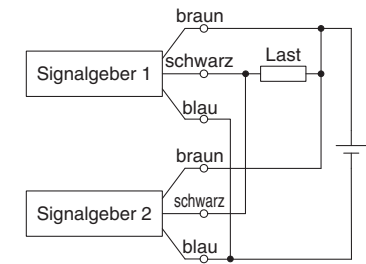 braun
Signalgeber 1
schwarz
Last
blau
braun
Signalgeber 2
schwarz
blau